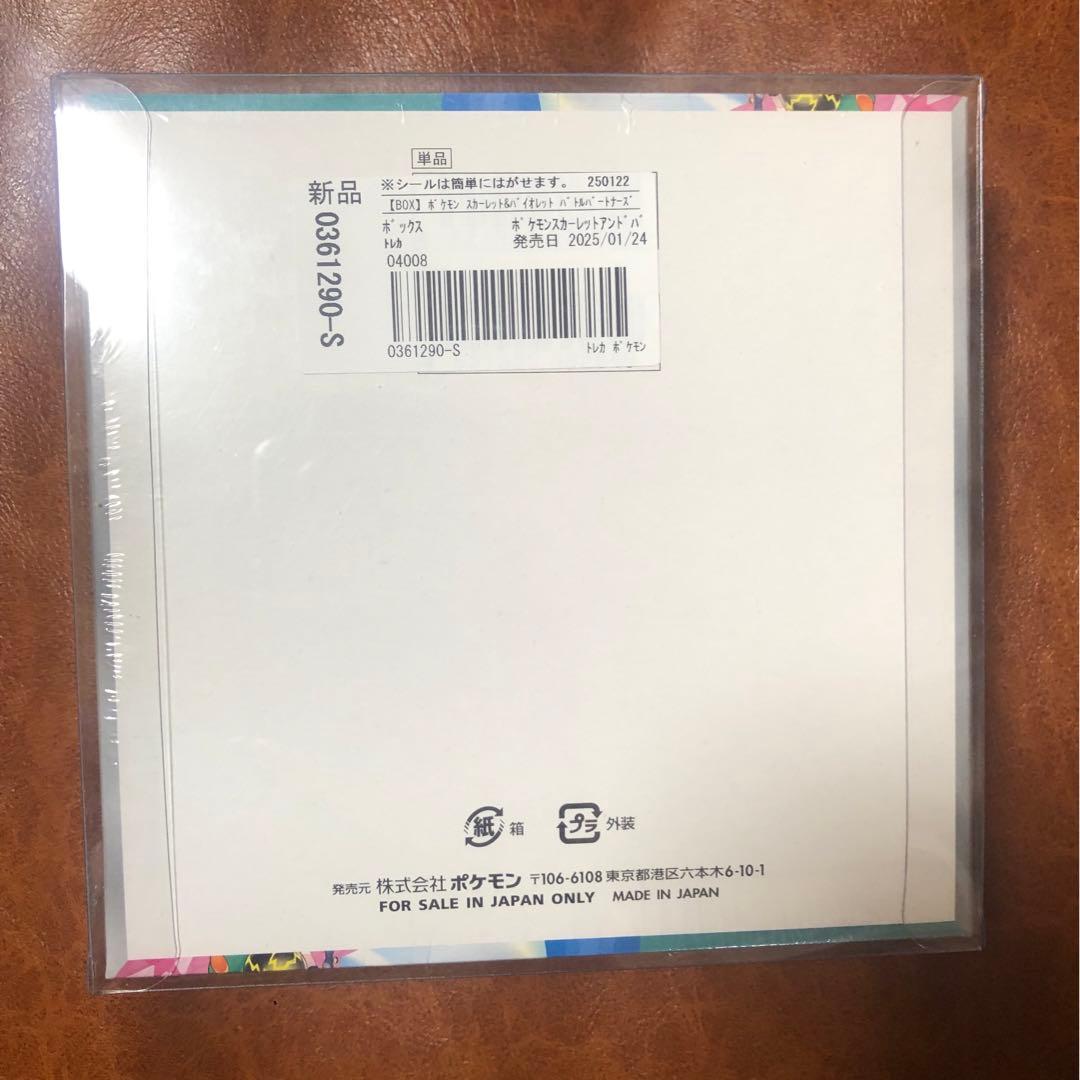 単品
新品 0361290-S
※シールは簡単にはがせます。 250122
【BOX】ﾎﾟｹﾓﾝ ｽｶｰﾚｯﾄ&ﾊﾞｲｵﾚｯﾄ ﾊﾞﾄﾙﾊﾟｰﾄﾅｰｽﾞ
ﾎﾞｯｸｽ ﾎﾟｹﾓﾝｽｶｰﾚｯﾄｱﾝﾄﾞﾊﾞ
ﾄﾚｶ 発売日 2025/01/24
04008
0361290-S ﾄﾚｶ ﾎﾟｹﾓﾝ
紙 箱 プラ 外装
発売元 株式会社 ポケモン 〒106-6108 東京都港区六本木6-10-1
FOR SALE IN JAPAN ONLY MADE IN JAPAN